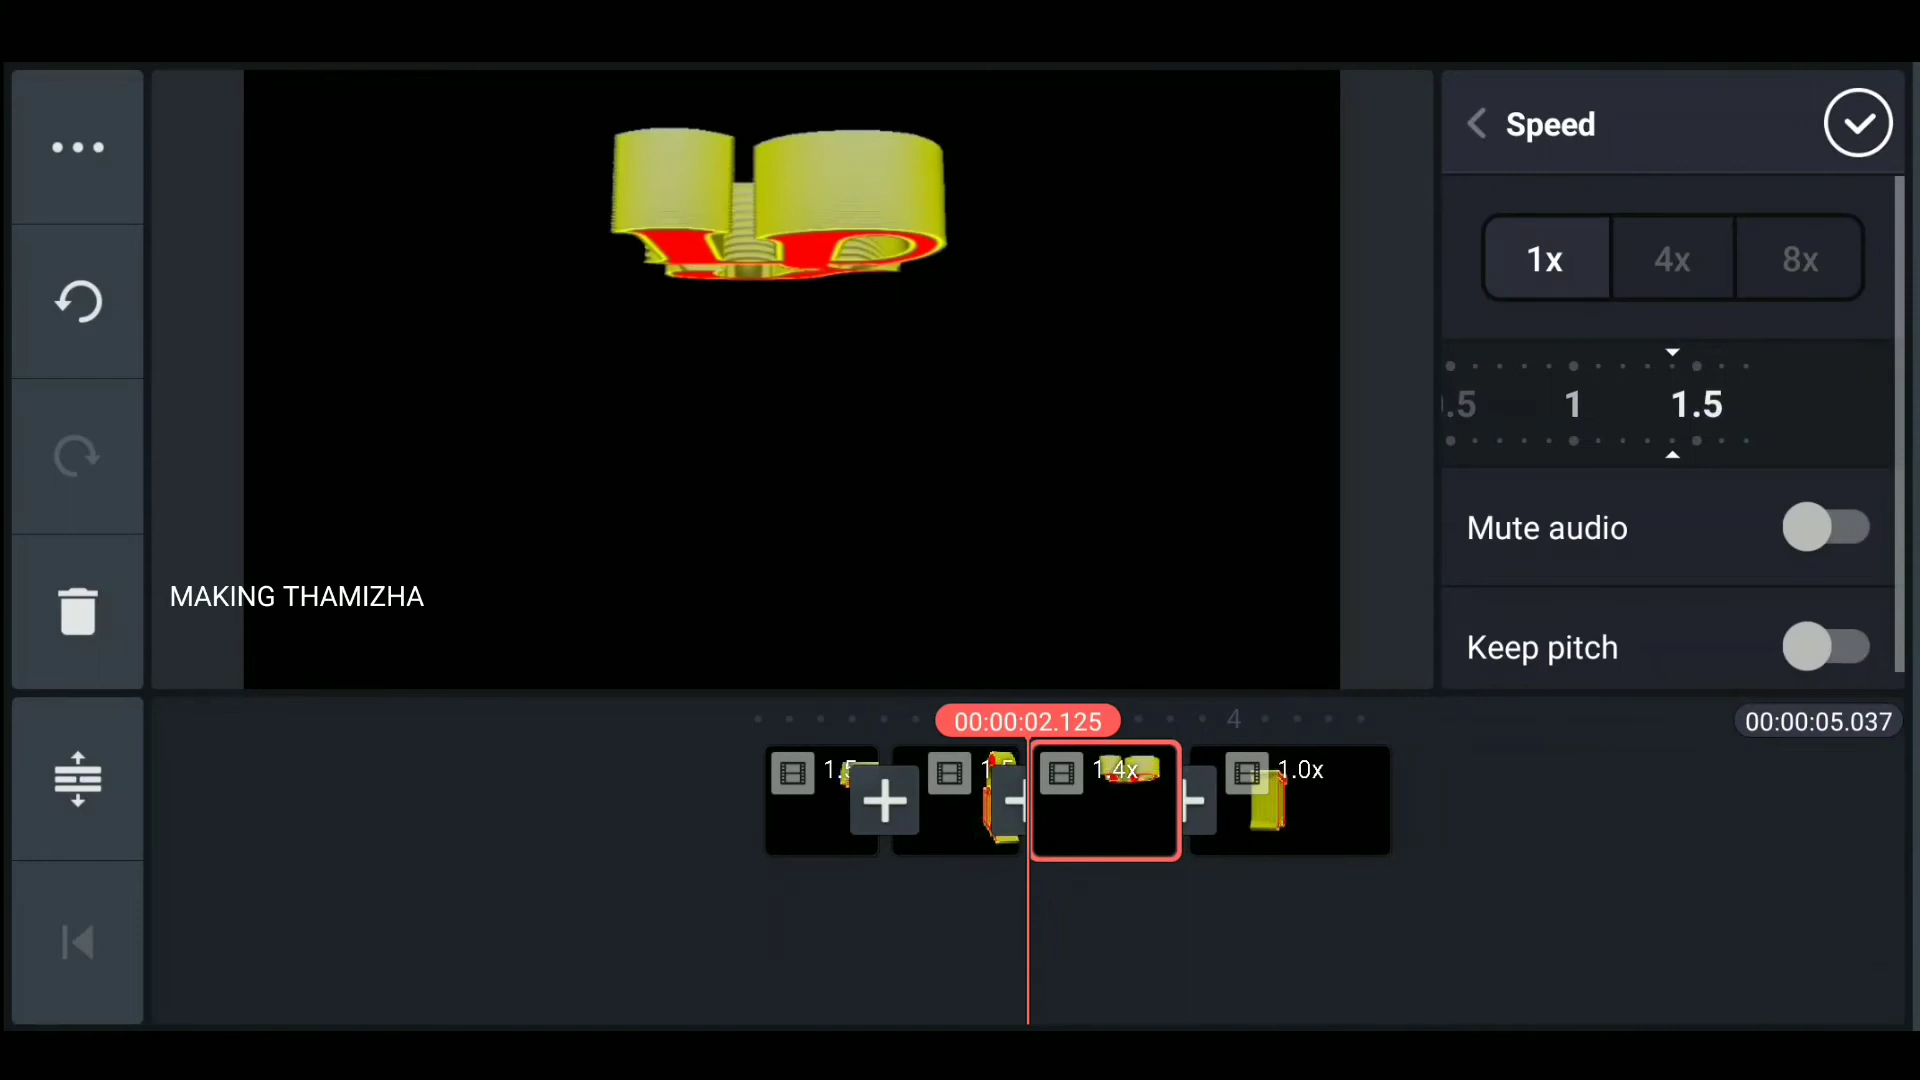 Speed
1x 4x 8x
.5 1 1.5
Mute audio
Keep pitch
MAKING THAMIZHA
00:00:02.125 4 00:00:05.037
1.4x 1.0x